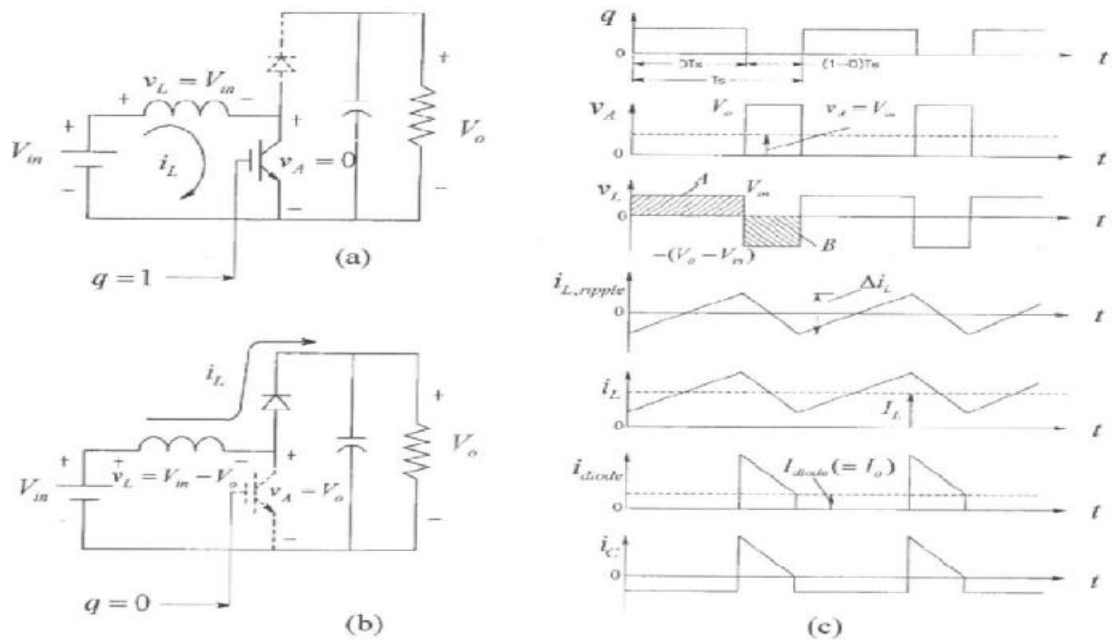 v_L = V_in
+ −
+
V_in
−
i_L
+
v_A = 0
−
+
V_o
−
(a)
q = 1
i_L
+
V_in
−
+ −
v_L = V_in − V_o
+
v_A − V_o
−
+
V_o
−
q = 0
(b)
q
0
t
DTs
(1−D)Ts
Ts
v_A
V_o
v_A = V_in
0
t
v_L
A
V_in
0
t
B
−(V_o − V_in)
i_L,ripple
Δi_L
0
t
i_L
I_L
0
t
i_diode
I_diode (= I_o)
0
t
i_C
0
t
(c)